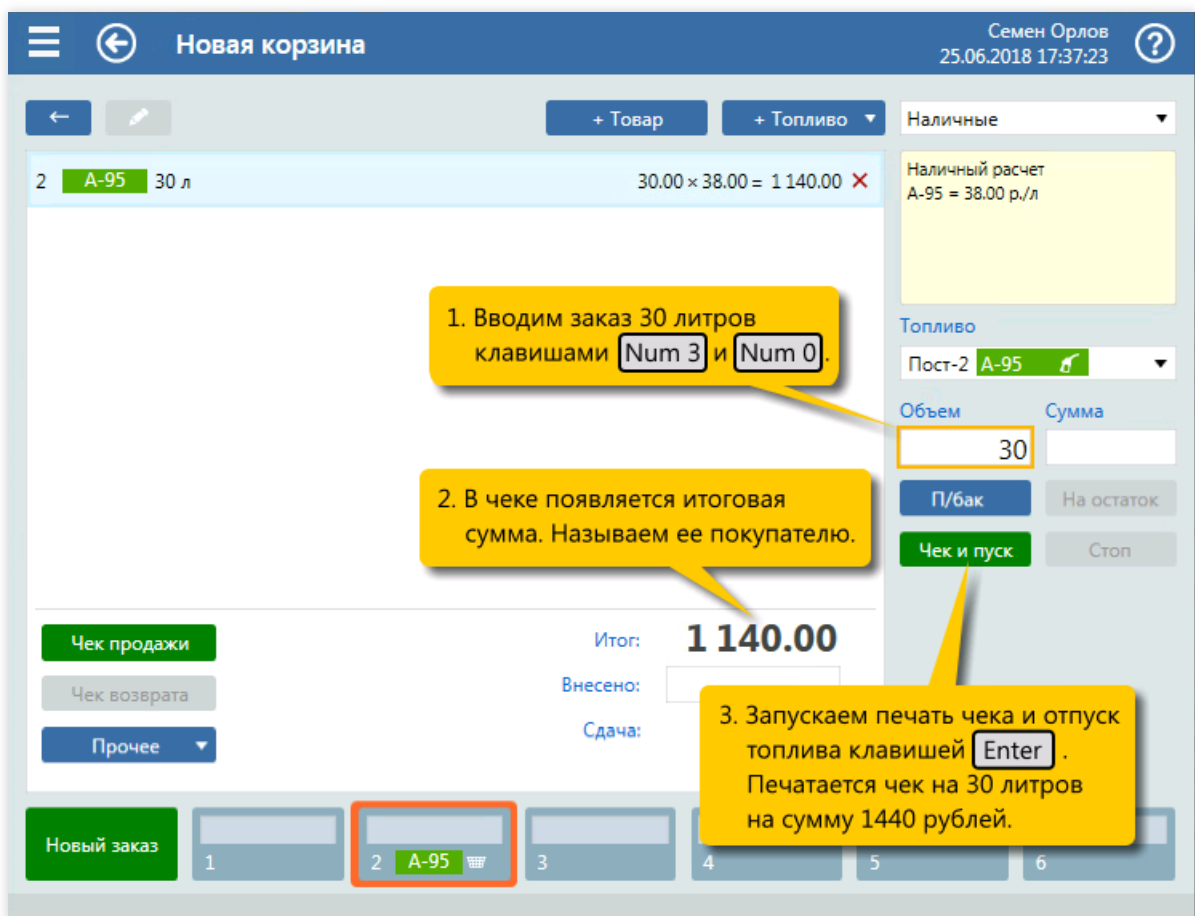 Новая корзина
Семен Орлов
25.06.2018 17:37:23
?
+ Товар
+ Топливо
Наличные
2 А-95 30 л 30.00 × 38.00 = 1 140.00
Наличный расчет
А-95 = 38.00 р./л
1. Вводим заказ 30 литров
клавишами Num 3 и Num 0.
Топливо
Пост-2 А-95
Объем Сумма
30
2. В чеке появляется итоговая
сумма. Называем ее покупателю.
П/бак На остаток
Чек и пуск Стоп
Чек продажи
Итог: 1 140.00
Чек возврата
Внесено:
Прочее
Сдача:
3. Запускаем печать чека и отпуск
топлива клавишей Enter .
Печатается чек на 30 литров
на сумму 1440 рублей.
Новый заказ
1
2 А-95
3
4
5
6